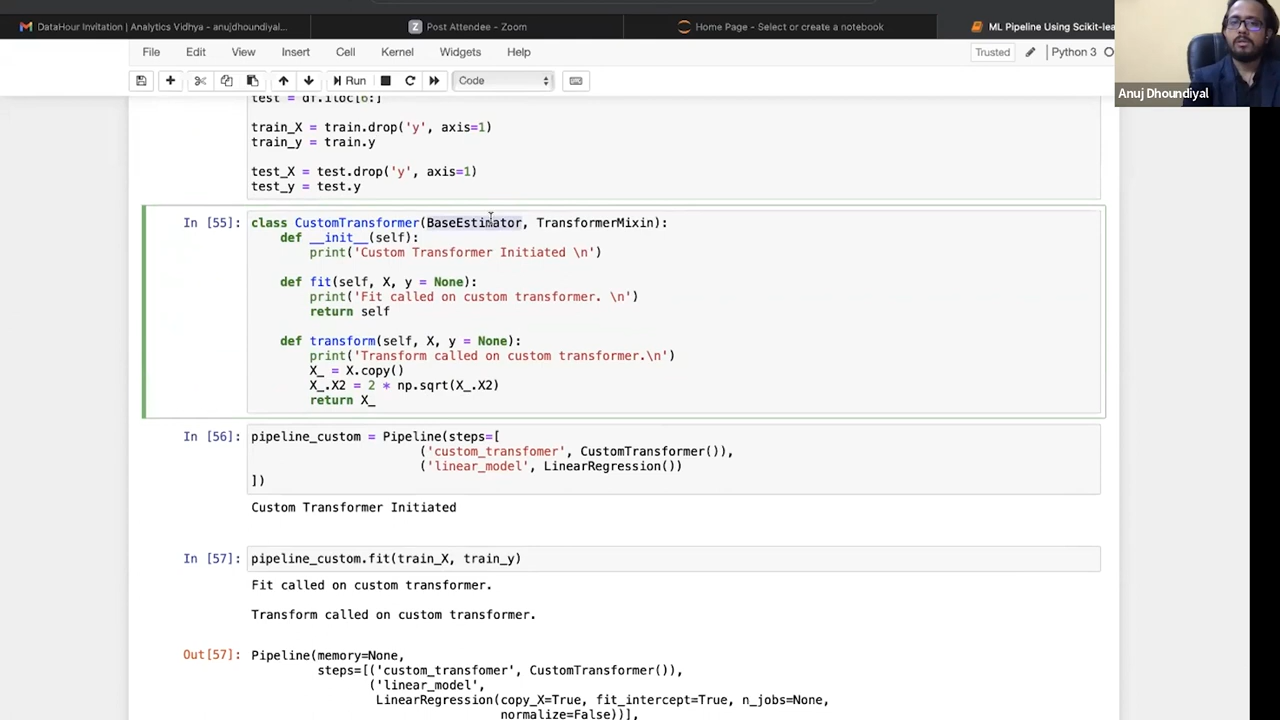 DataHour Invitation | Analytics Vidhya - anujdhoundiyal...
Post Attendee - Zoom
Home Page - Select or create a notebook
ML Pipeline Using Scikit-lea
File Edit View Insert Cell Kernel Widgets Help
Trusted
Python 3
Run
Code
Anuj Dhoundiyal
test = df.iloc[6:]
train_X = train.drop('y', axis=1)
train_y = train.y
test_X = test.drop('y', axis=1)
test_y = test.y
In [55]:
class CustomTransformer(BaseEstimator, TransformerMixin):
def __init__(self):
print('Custom Transformer Initiated \n')
def fit(self, X, y = None):
print('Fit called on custom transformer. \n')
return self
def transform(self, X, y = None):
print('Transform called on custom transformer.\n')
X_ = X.copy()
X_.X2 = 2 * np.sqrt(X_.X2)
return X_
In [56]:
pipeline_custom = Pipeline(steps=[
('custom_transfomer', CustomTransformer()),
('linear_model', LinearRegression())
])
Custom Transformer Initiated
In [57]:
pipeline_custom.fit(train_X, train_y)
Fit called on custom transformer.
Transform called on custom transformer.
Out[57]:
Pipeline(memory=None,
steps=[('custom_transfomer', CustomTransformer()),
('linear_model',
LinearRegression(copy_X=True, fit_intercept=True, n_jobs=None,
normalize=False))],